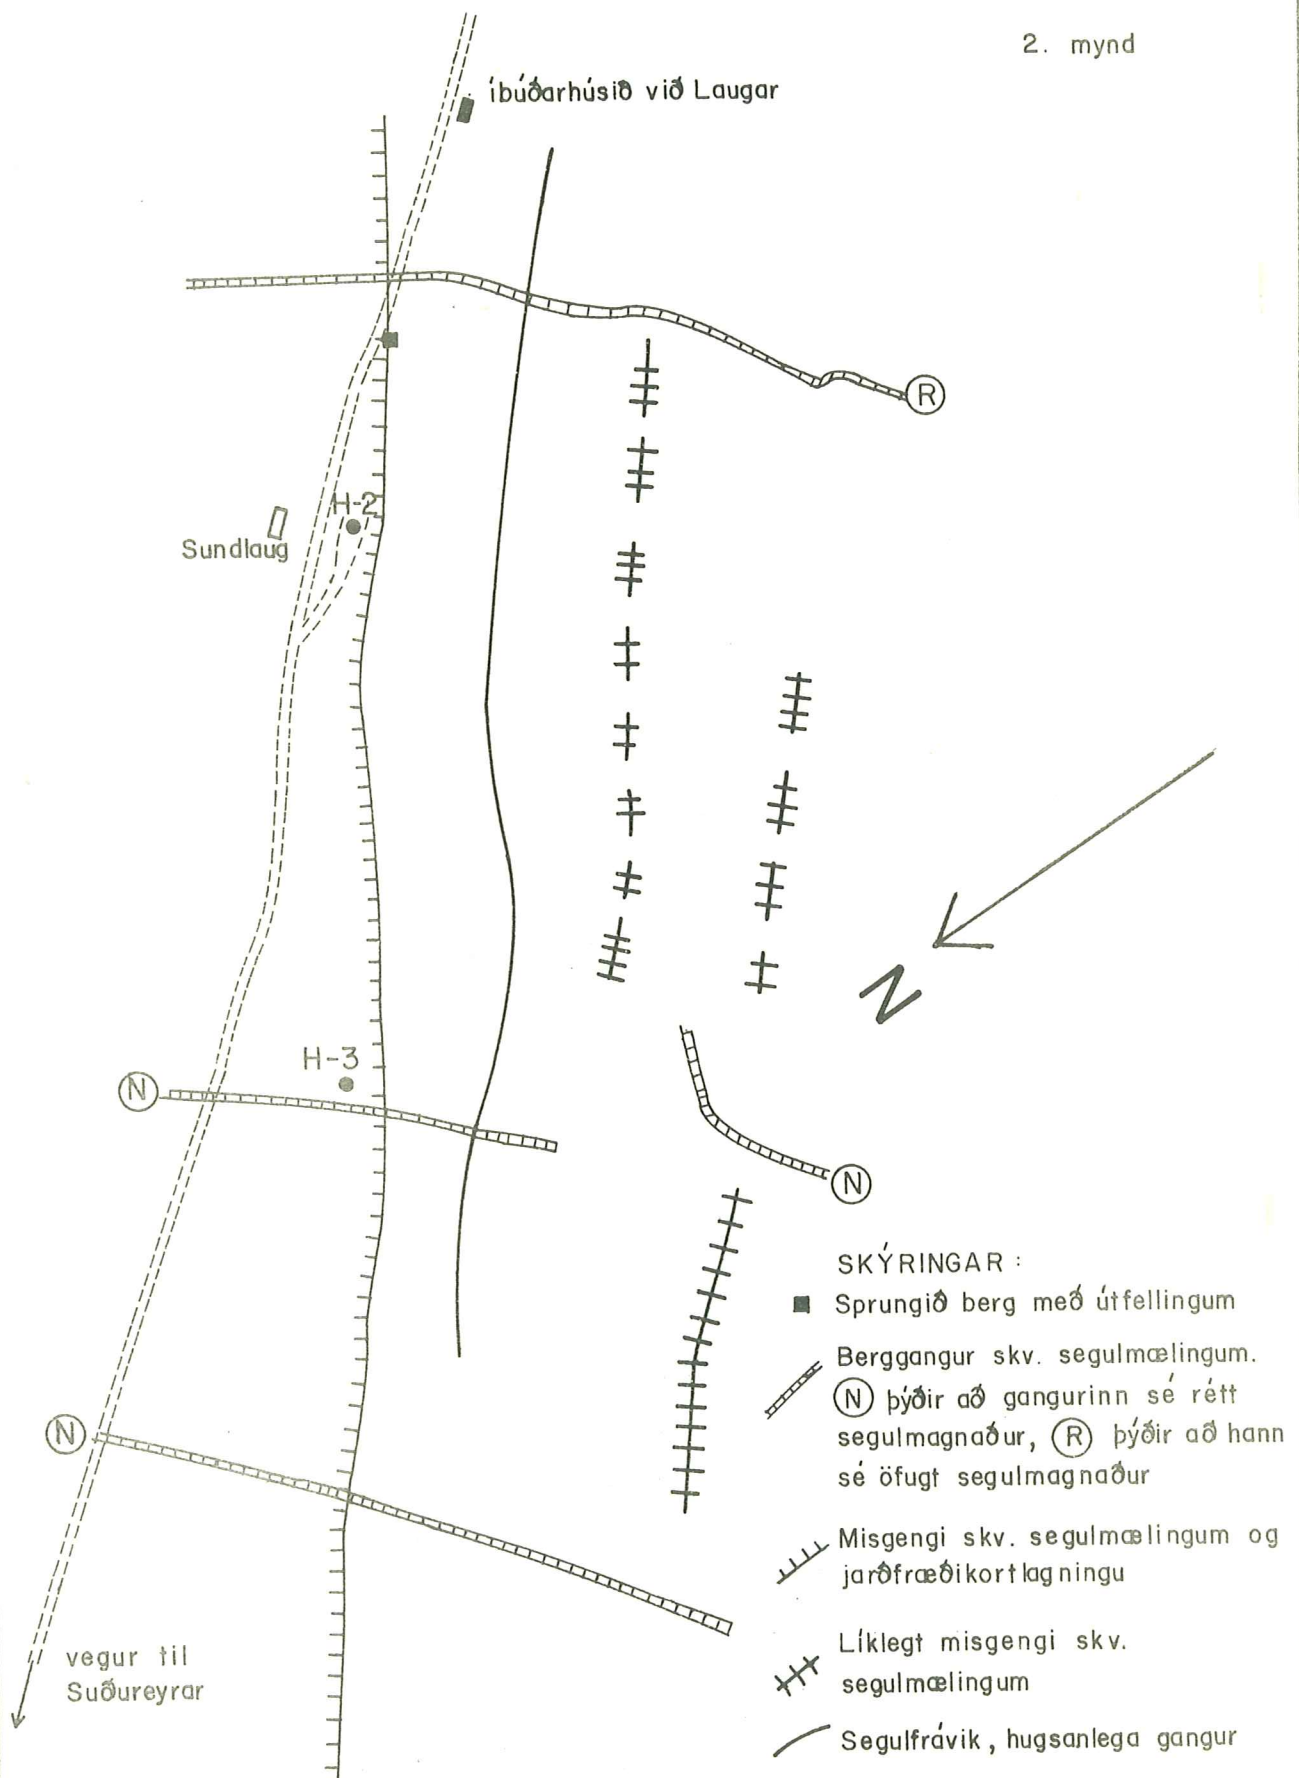 2. mynd
íbúðarhúsið við Laugar
R
H-2
Sundlaug
N
H-3
N
N
SKÝRINGAR :
Sprungið berg með útfellingum
Berggangur skv. segulmælingum.
N þýðir að gangurinn sé rétt
segulmagnaður, R þýðir að hann
sé öfugt segulmagnaður
N
Misgengi skv. segulmælingum og
jarðfræðikortlagningu
Líklegt misgengi skv.
segulmælingum
vegur til
Suðureyrar
Segulfrávik, hugsanlega gangur